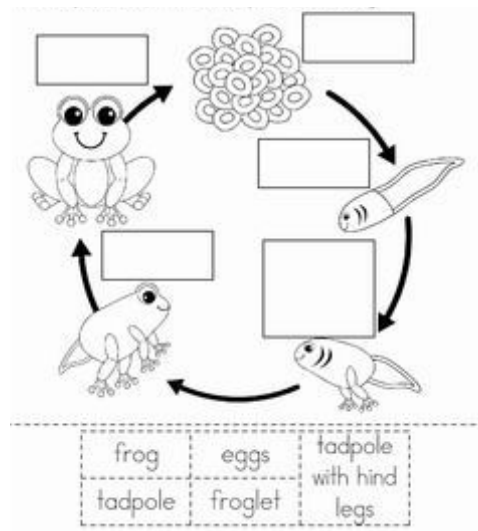 frog
eggs
tadpole
with hind
legs
tadpole
froglet